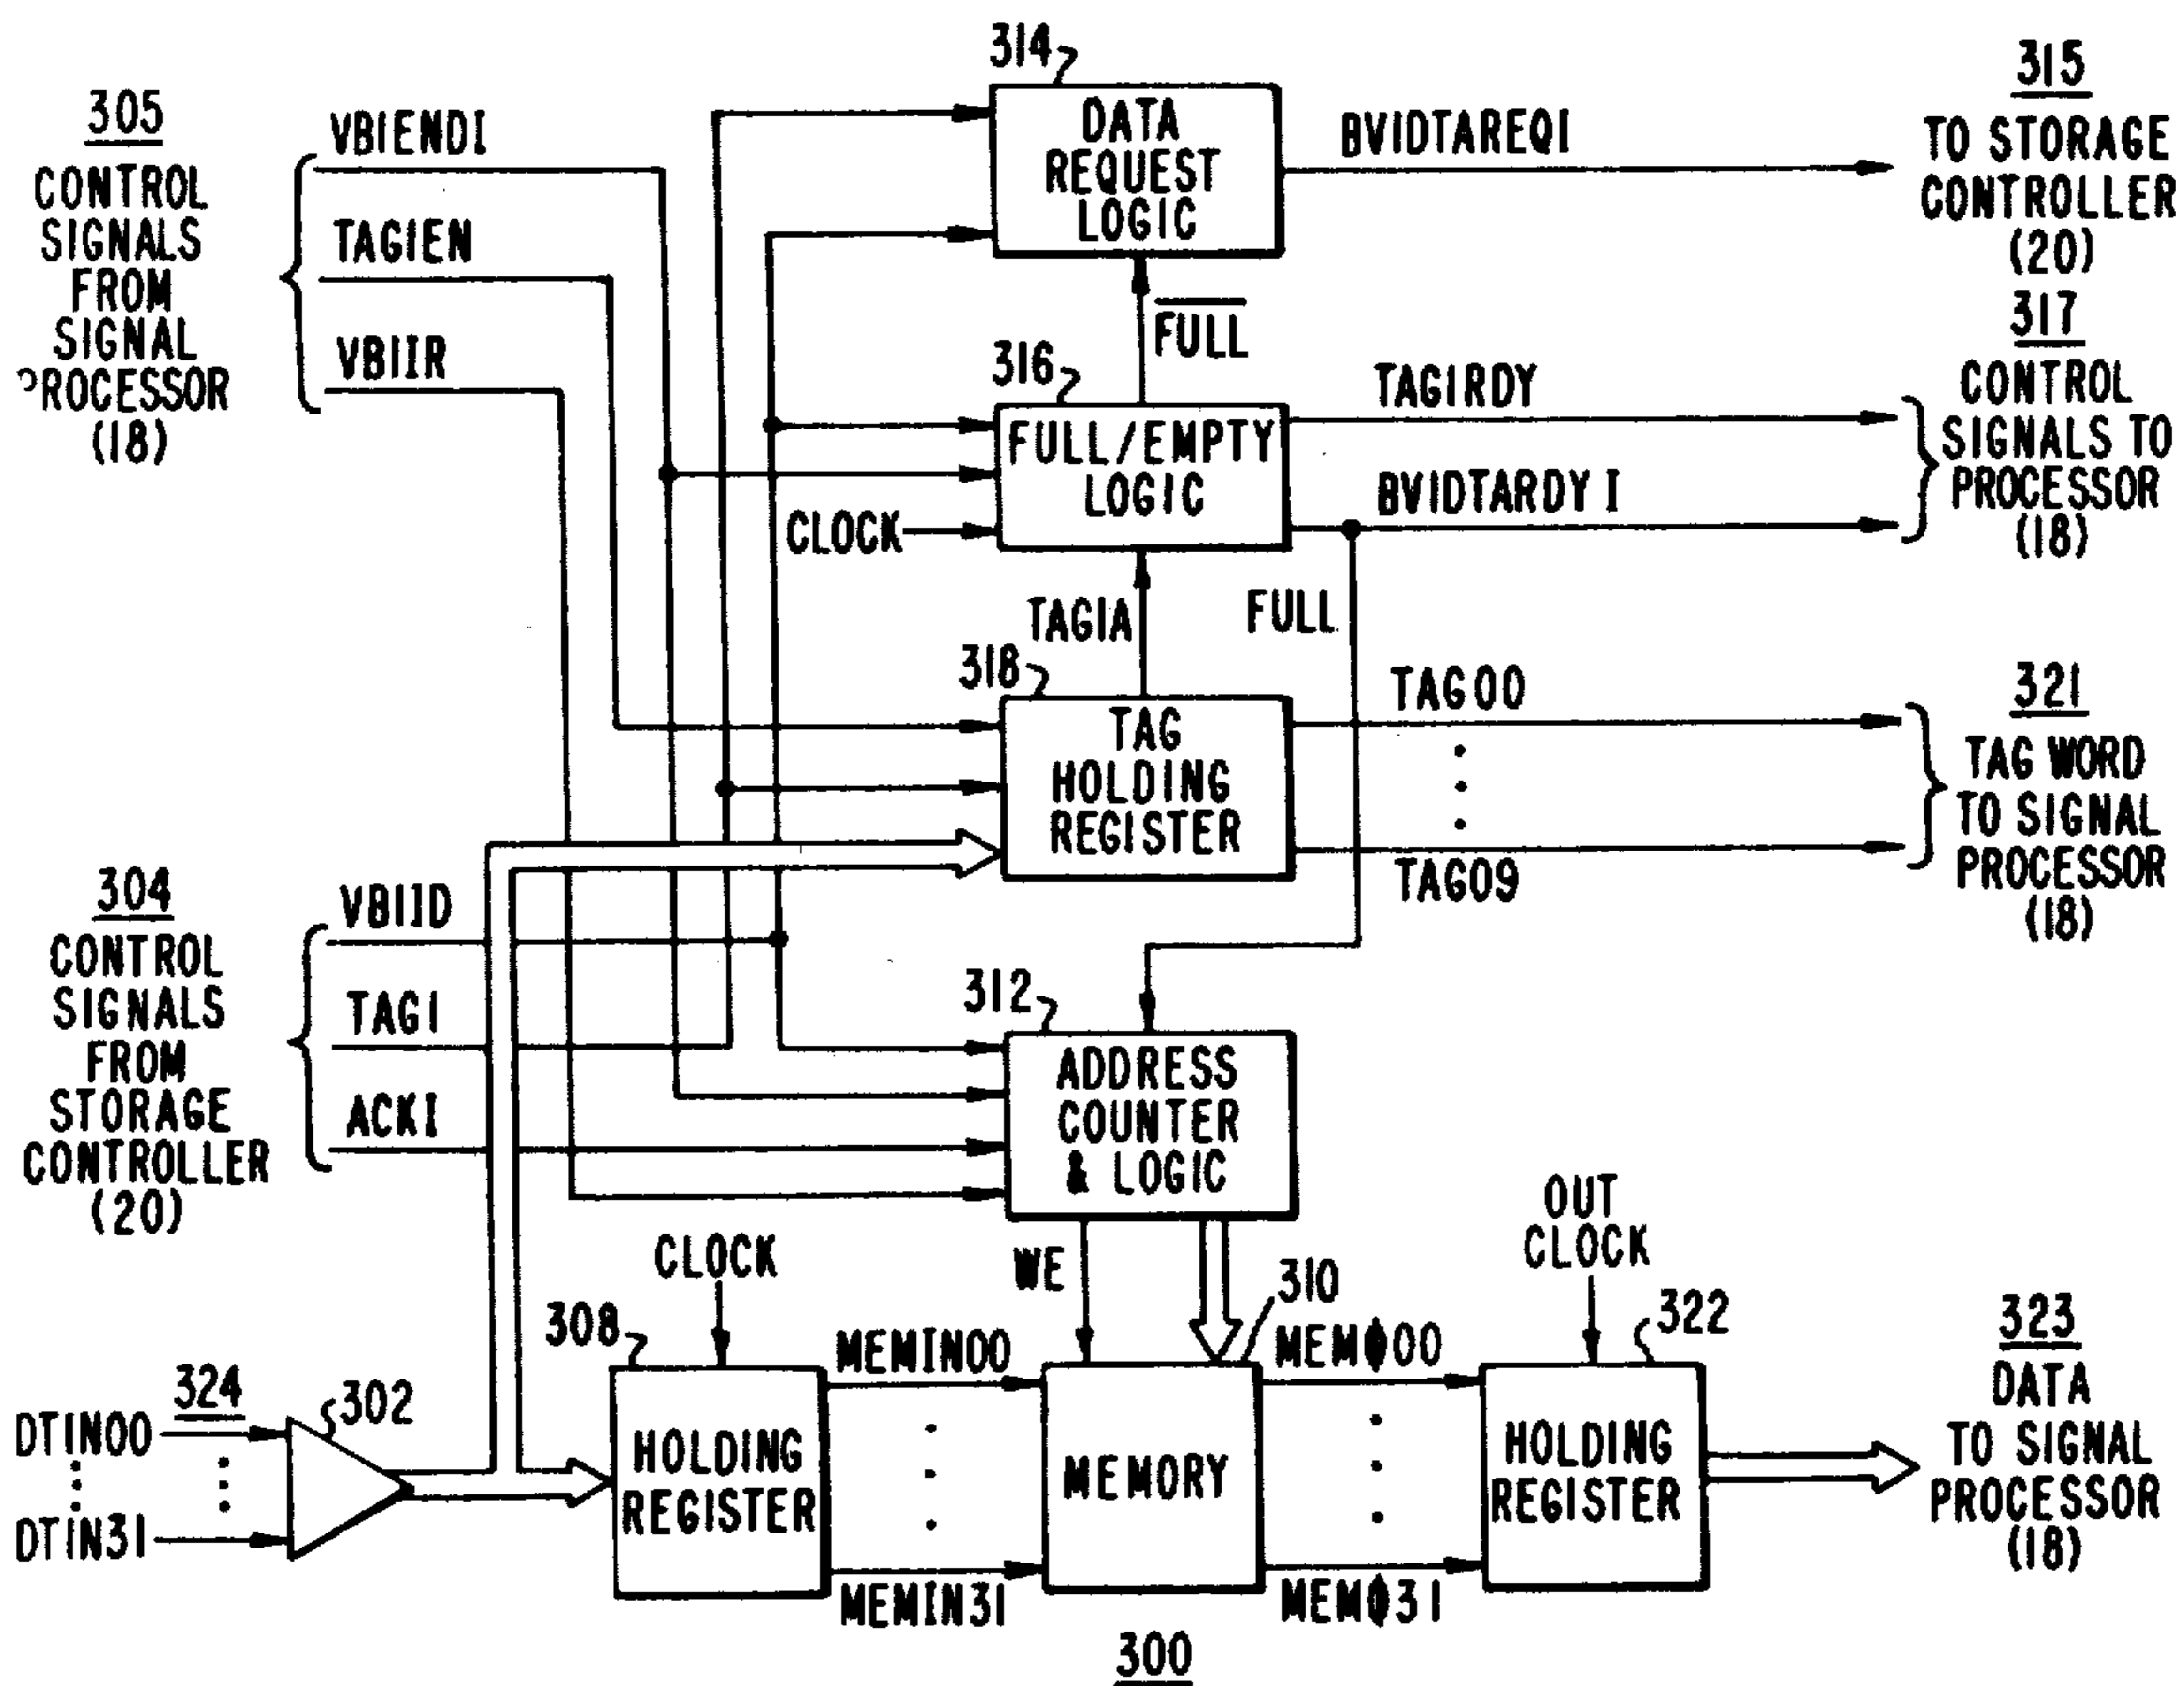 314
DATA
REQUEST
LOGIC
BVIDTAREQI
315
TO STORAGE
CONTROLLER
(20)
305
CONTROL
SIGNALS
FROM
SIGNAL
PROCESSOR
(18)
VBIENDI
TAGIEN
VBIIR
FULL
316
FULL/EMPTY
LOGIC
CLOCK
TAGIRDY
BVIDTARDYI
317
CONTROL
SIGNALS TO
PROCESSOR
(18)
TAGIA
FULL
318
TAG
HOLDING
REGISTER
TAG00
TAG09
321
TAG WORD
TO SIGNAL
PROCESSOR
(18)
304
CONTROL
SIGNALS
FROM
STORAGE
CONTROLLER
(20)
VBIID
TAGI
ACKI
312
ADDRESS
COUNTER
& LOGIC
WE
310
CLOCK
308
HOLDING
REGISTER
MEMIN00
MEMIN31
MEMORY
MEMϕ00
MEMϕ31
OUT
CLOCK
322
HOLDING
REGISTER
323
DATA
TO SIGNAL
PROCESSOR
(18)
324
302
DTIN00
DTIN31
300